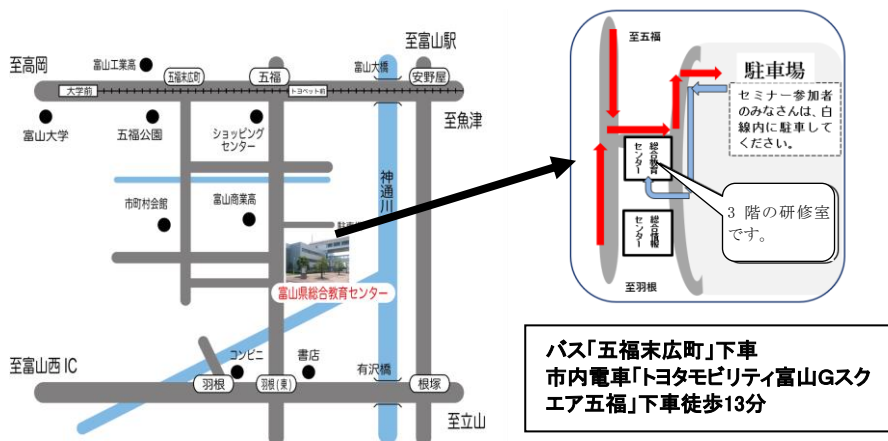 至富山駅
至高岡
富山工業高
五福末広町
五福
富山大橋
安野屋
大学前
トヨペット前
至魚津
富山大学
五福公園
ショッピング
センター
神通川
市町村会館
富山商業高
富山県総合教育センター
至富山西IC
コンビニ
書店
有沢橋
羽根
羽根(東)
根塚
至立山
至五福
駐車場
セミナー参加者
のみなさんは、白
線内に駐車して
ください。
総合教育
センター
3 階の研修室
です。
総合情報
センター
至羽根
バス「五福末広町」下車
市内電車「トヨタモビリティ富山Gスク
エア五福」下車徒歩13分